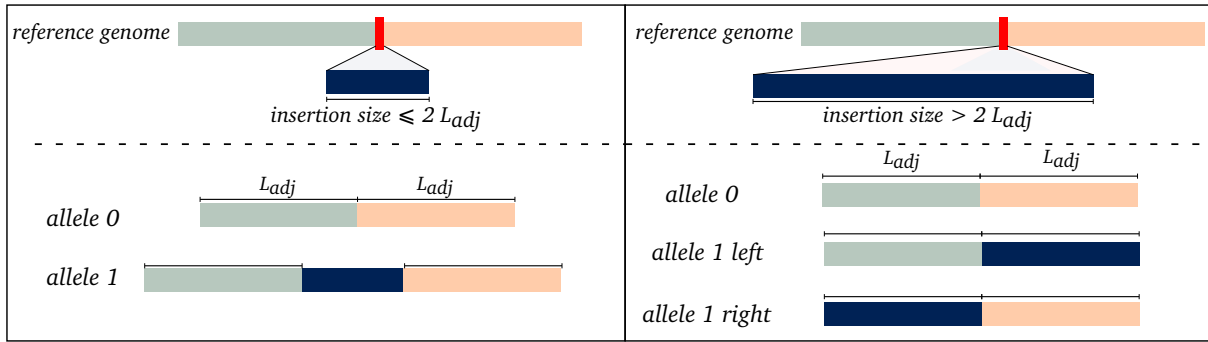 reference genome
insertion size ⩽ 2 L_adj
L_adj L_adj
allele 0
allele 1
reference genome
insertion size > 2 L_adj
L_adj L_adj
allele 0
allele 1 left
allele 1 right